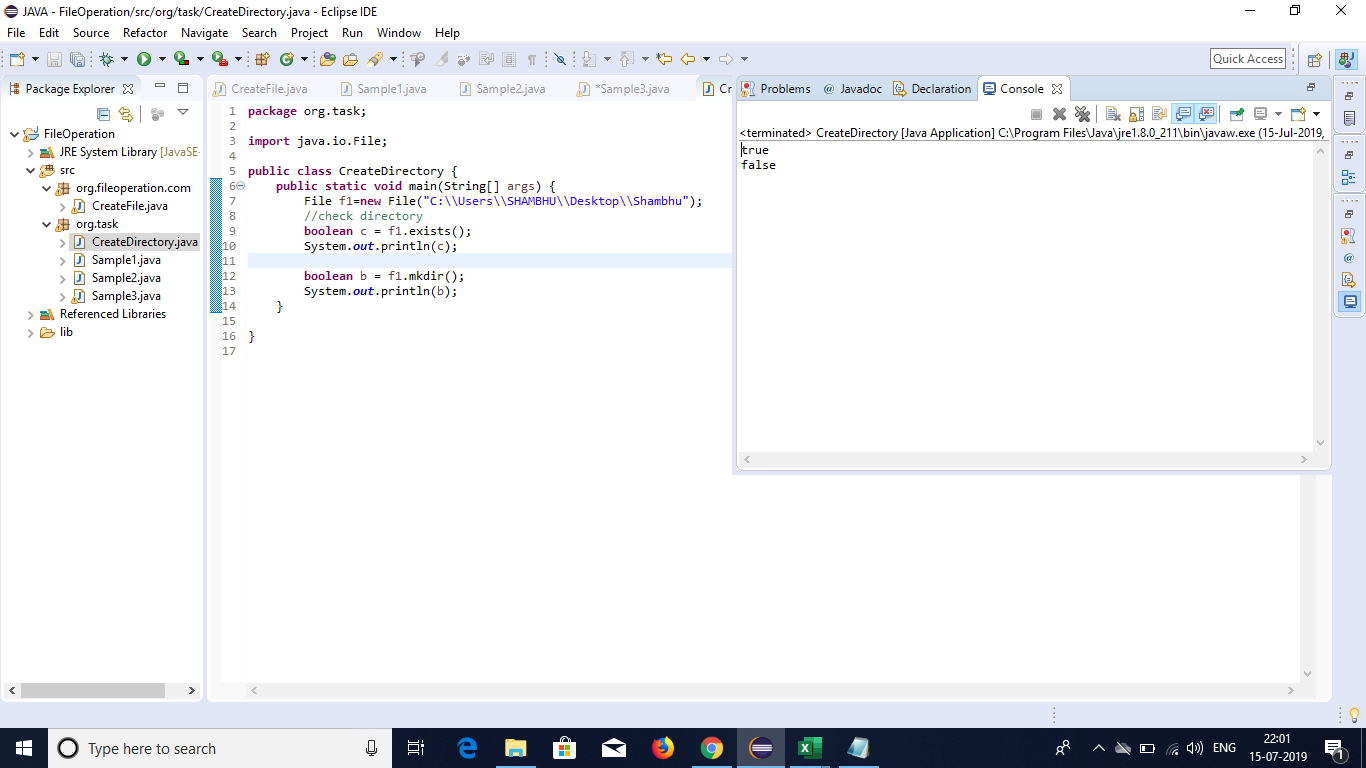 JAVA - FileOperation/src/org/task/CreateDirectory.java - Eclipse IDE
File Edit Source Refactor Navigate Search Project Run Window Help
Quick Access
Package Explorer
FileOperation
JRE System Library [JavaSE-
src
org.fileoperation.com
CreateFile.java
org.task
CreateDirectory.java
Sample1.java
Sample2.java
Sample3.java
Referenced Libraries
lib
CreateFile.java Sample1.java Sample2.java *Sample3.java Cr
1 package org.task;
2
3 import java.io.File;
4
5 public class CreateDirectory {
6 public static void main(String[] args) {
7 File f1=new File("C:\\Users\\SHAMBHU\\Desktop\\Shambhu");
8 //check directory
9 boolean c = f1.exists();
10 System.out.println(c);
11
12 boolean b = f1.mkdir();
13 System.out.println(b);
14 }
15
16 }
17
Problems @ Javadoc Declaration Console
<terminated> CreateDirectory [Java Application] C:\Program Files\Java\jre1.8.0_211\bin\javaw.exe (15-Jul-2019,
true
false
Type here to search
ENG
22:01
15-07-2019
1